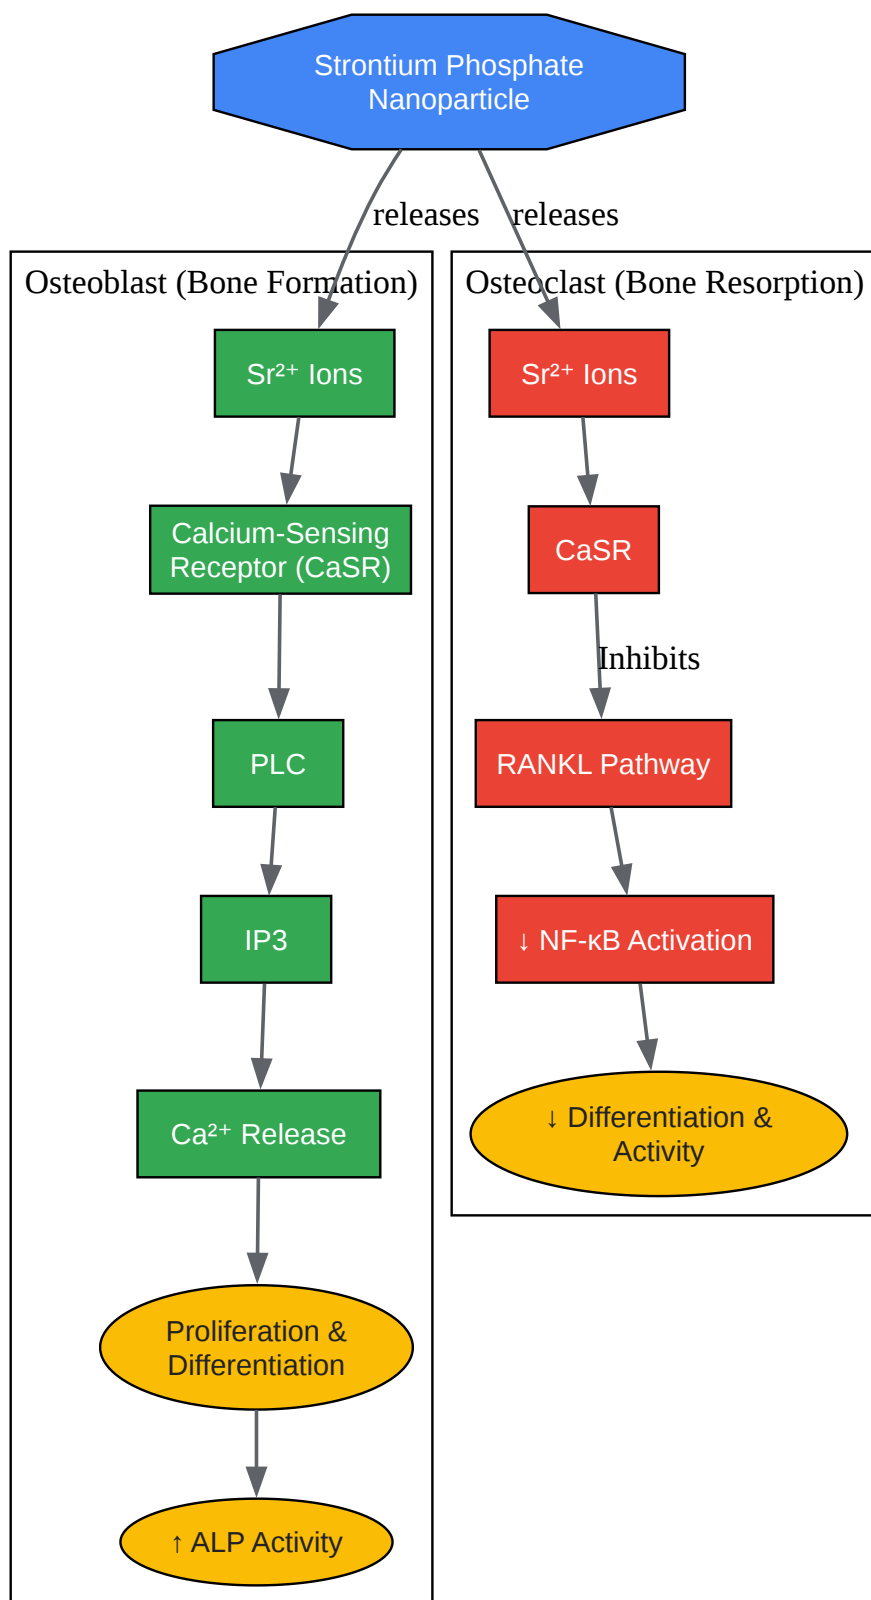 Strontium Phosphate
Nanoparticle
releases
releases
Osteoblast (Bone Formation)
Sr²⁺ Ions
Calcium-Sensing
Receptor (CaSR)
PLC
IP3
Ca²⁺ Release
Proliferation &
Differentiation
↑ ALP Activity
Osteoclast (Bone Resorption)
Sr²⁺ Ions
CaSR
Inhibits
RANKL Pathway
↓ NF-κB Activation
↓ Differentiation &
Activity